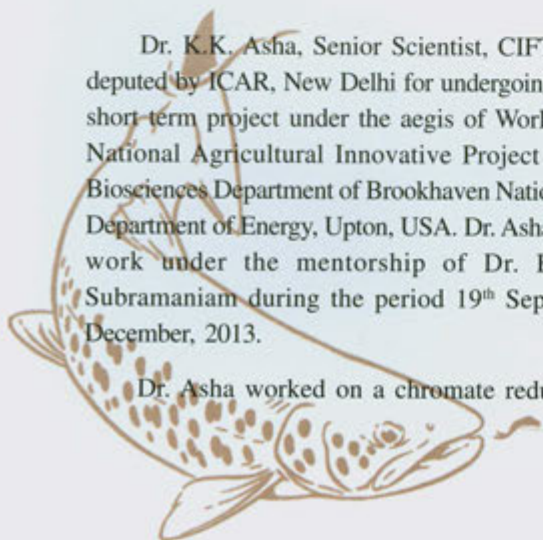 Dr. K.K. Asha, Senior Scientist, CIFT
deputed by ICAR, New Delhi for undergoin
short term project under the aegis of Worl
National Agricultural Innovative Project
Biosciences Department of Brookhaven Natio
Department of Energy, Upton, USA. Dr. Asha
work under the mentorship of Dr.
Subramaniam during the period 19th Sep
December, 2013.
Dr. Asha worked on a chromate redu